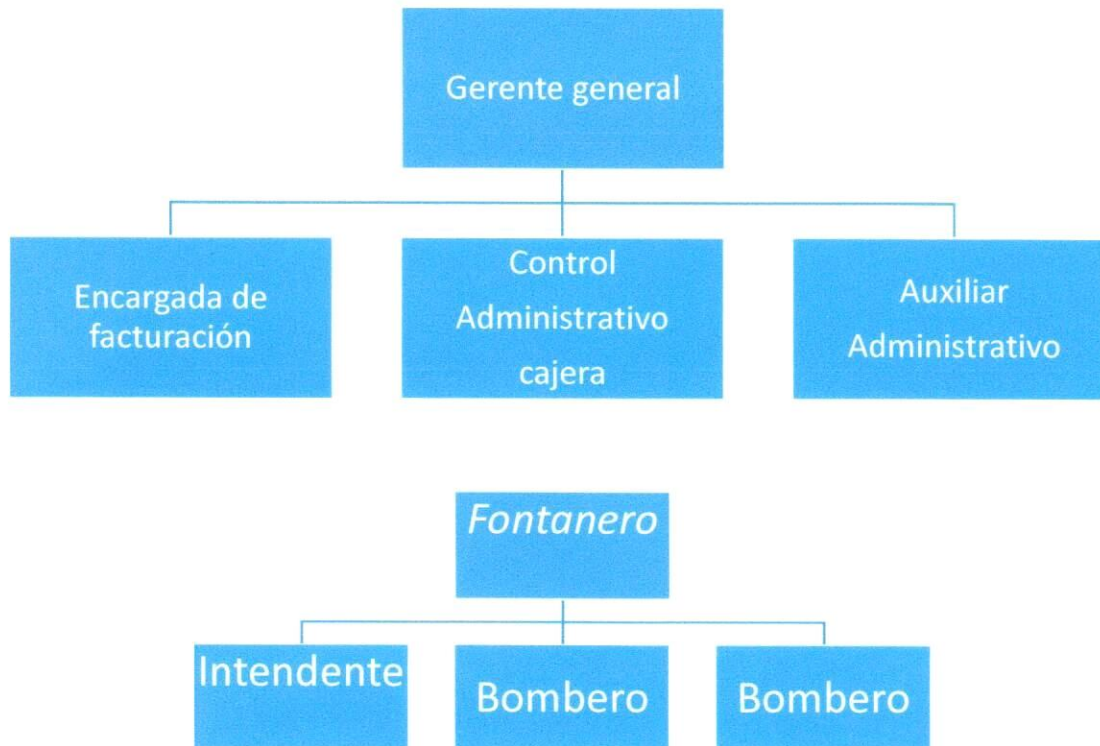 Gerente general
Encargada de
facturación
Control
Administrativo
cajera
Auxiliar
Administrativo
Fontanero
Intendente
Bombero
Bombero